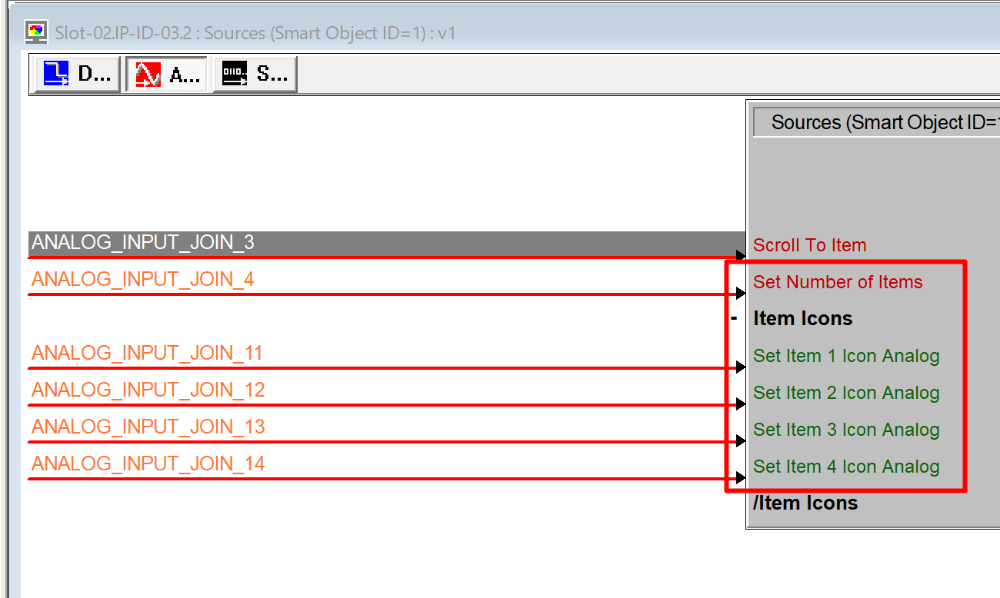 Slot-02.IP-ID-03.2 : Sources (Smart Object ID=1) : v1
D... A... S...
Sources (Smart Object ID=
ANALOG_INPUT_JOIN_3 Scroll To Item
ANALOG_INPUT_JOIN_4 Set Number of Items
- Item Icons
ANALOG_INPUT_JOIN_11 Set Item 1 Icon Analog
ANALOG_INPUT_JOIN_12 Set Item 2 Icon Analog
ANALOG_INPUT_JOIN_13 Set Item 3 Icon Analog
ANALOG_INPUT_JOIN_14 Set Item 4 Icon Analog
/Item Icons